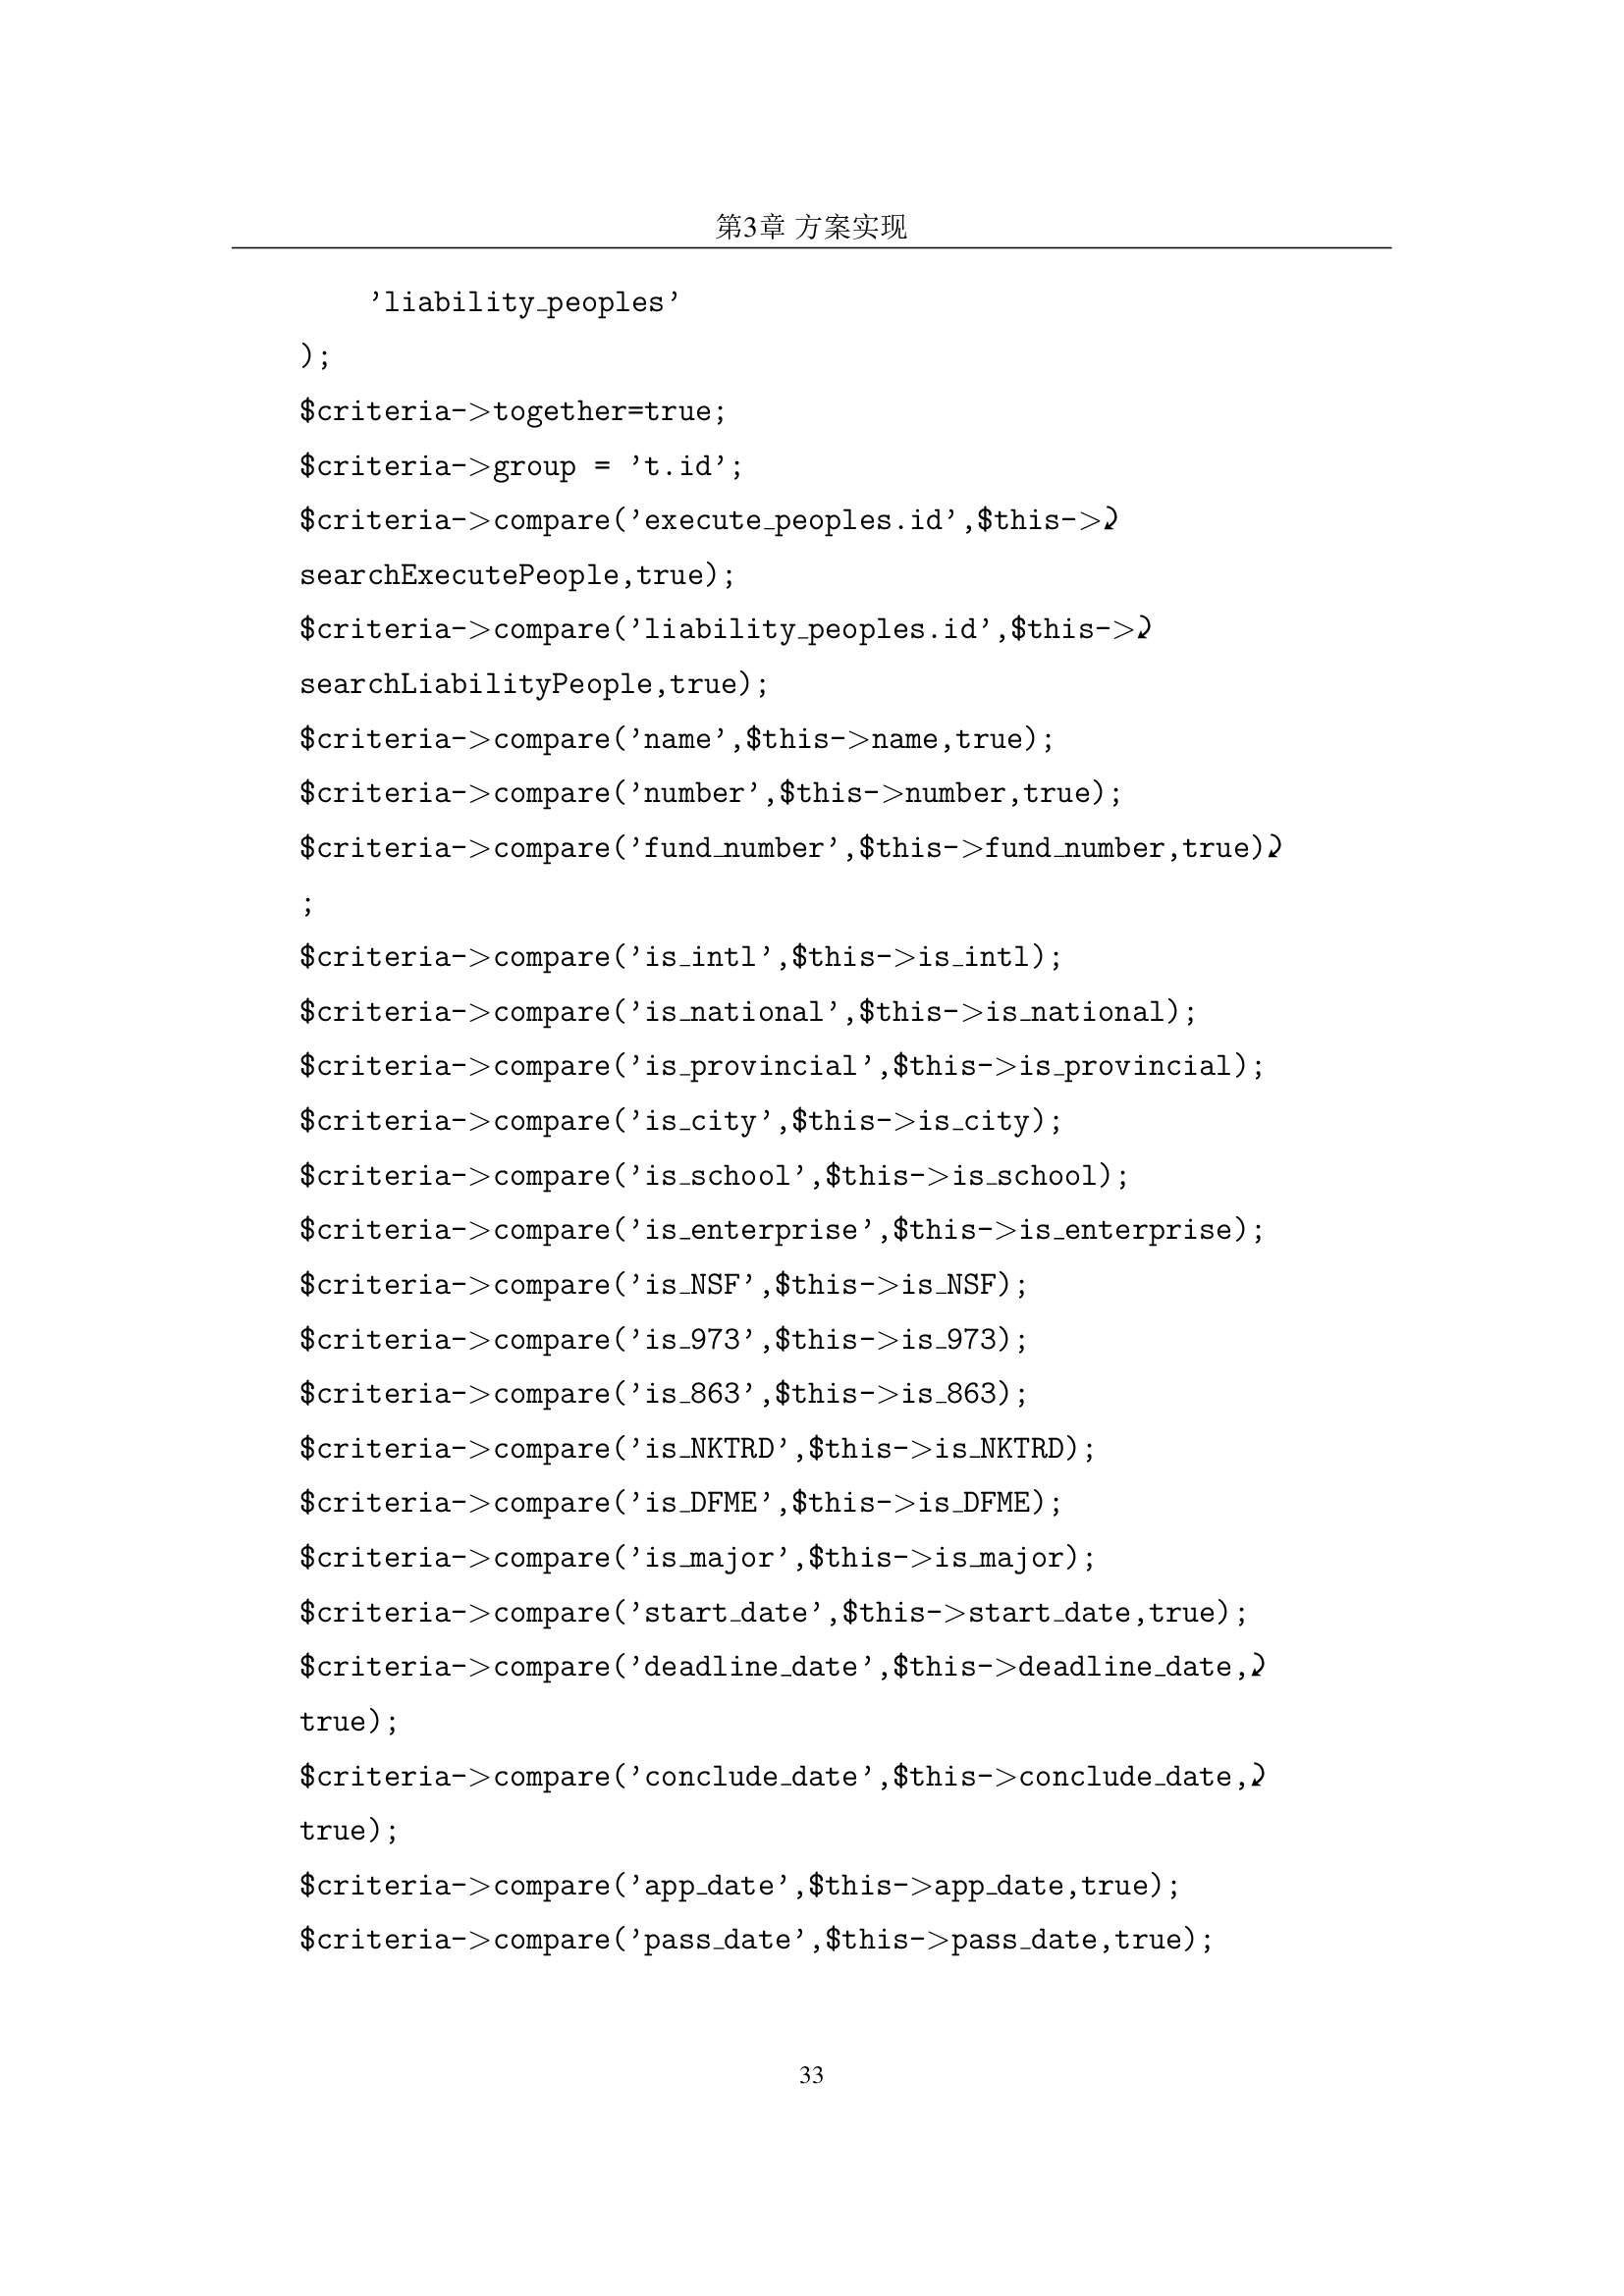 第3章 方案实现
’liability_peoples’
);
$criteria->together=true;
$criteria->group = ’t.id’;
$criteria->compare(’execute_peoples.id’,$this->⤸
searchExecutePeople,true);
$criteria->compare(’liability_peoples.id’,$this->⤸
searchLiabilityPeople,true);
$criteria->compare(’name’,$this->name,true);
$criteria->compare(’number’,$this->number,true);
$criteria->compare(’fund_number’,$this->fund_number,true)⤸
;
$criteria->compare(’is_intl’,$this->is_intl);
$criteria->compare(’is_national’,$this->is_national);
$criteria->compare(’is_provincial’,$this->is_provincial);
$criteria->compare(’is_city’,$this->is_city);
$criteria->compare(’is_school’,$this->is_school);
$criteria->compare(’is_enterprise’,$this->is_enterprise);
$criteria->compare(’is_NSF’,$this->is_NSF);
$criteria->compare(’is_973’,$this->is_973);
$criteria->compare(’is_863’,$this->is_863);
$criteria->compare(’is_NKTRD’,$this->is_NKTRD);
$criteria->compare(’is_DFME’,$this->is_DFME);
$criteria->compare(’is_major’,$this->is_major);
$criteria->compare(’start_date’,$this->start_date,true);
$criteria->compare(’deadline_date’,$this->deadline_date,⤸
true);
$criteria->compare(’conclude_date’,$this->conclude_date,⤸
true);
$criteria->compare(’app_date’,$this->app_date,true);
$criteria->compare(’pass_date’,$this->pass_date,true);
33